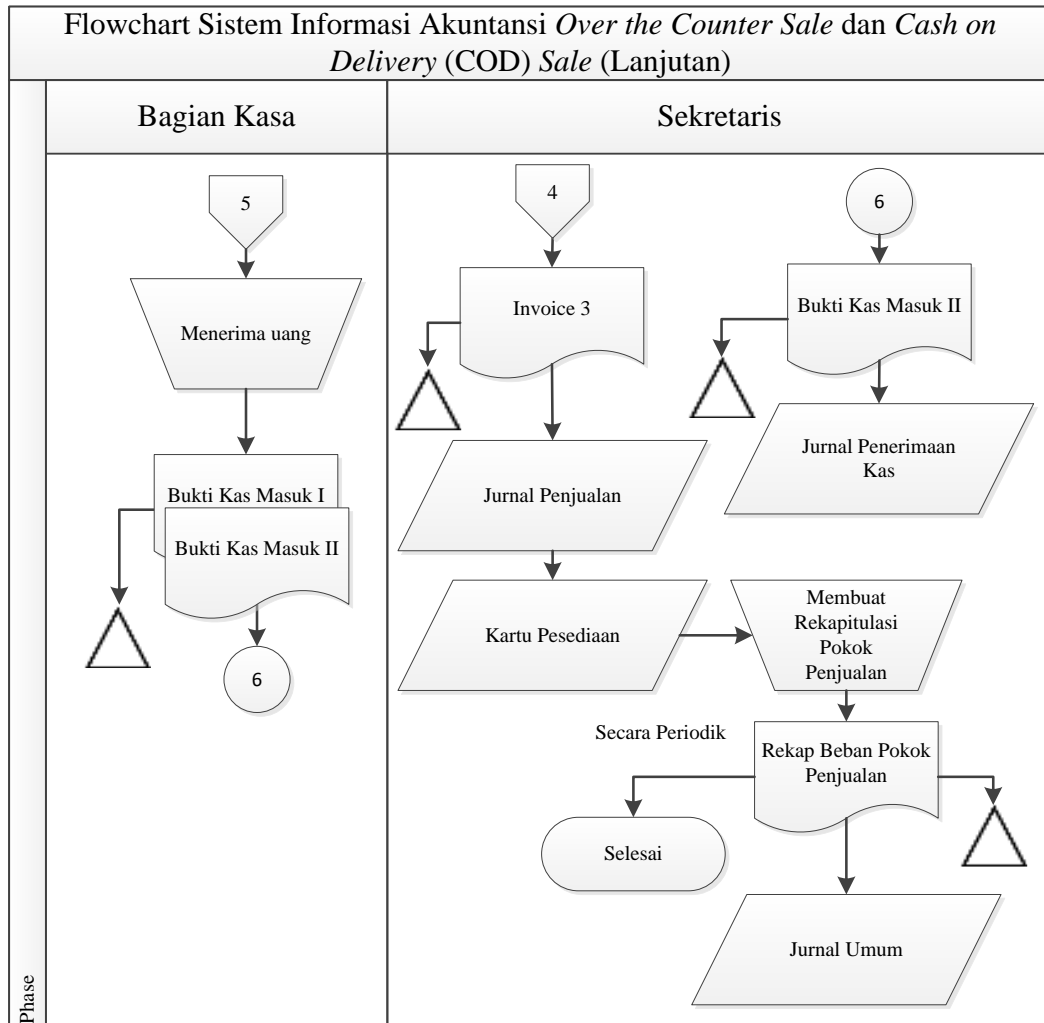 Flowchart Sistem Informasi Akuntansi Over the Counter Sale dan Cash on
Delivery (COD) Sale (Lanjutan)
Phase
Bagian Kasa
5
Menerima uang
Bukti Kas Masuk I
Bukti Kas Masuk II
6
Sekretaris
4
Invoice 3
Jurnal Penjualan
Kartu Pesediaan
6
Bukti Kas Masuk II
Jurnal Penerimaan
Kas
Membuat
Rekapitulasi
Pokok
Penjualan
Secara Periodik
Rekap Beban Pokok
Penjualan
Selesai
Jurnal Umum